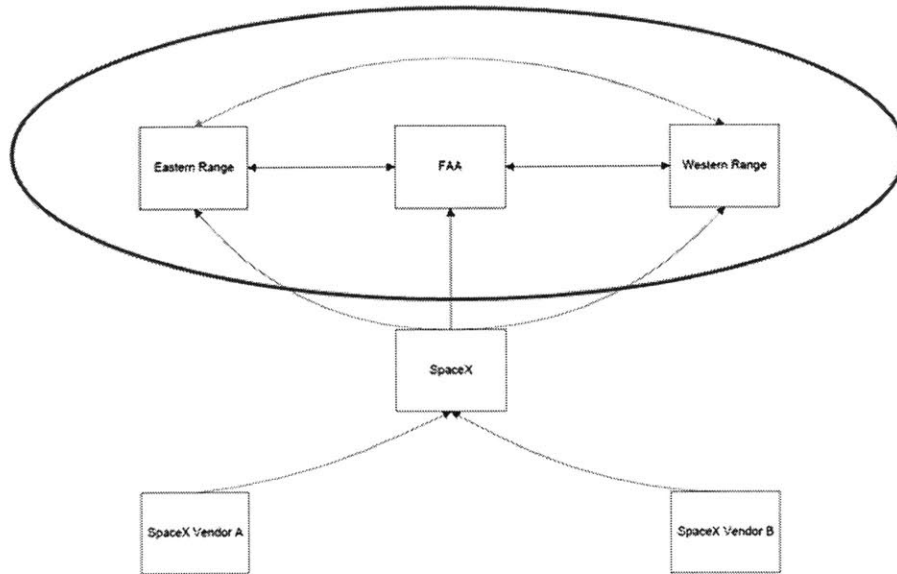 Eastern Range
FAA
Western Range
SpaceX
SpaceX Vendor A
SpaceX Vendor B